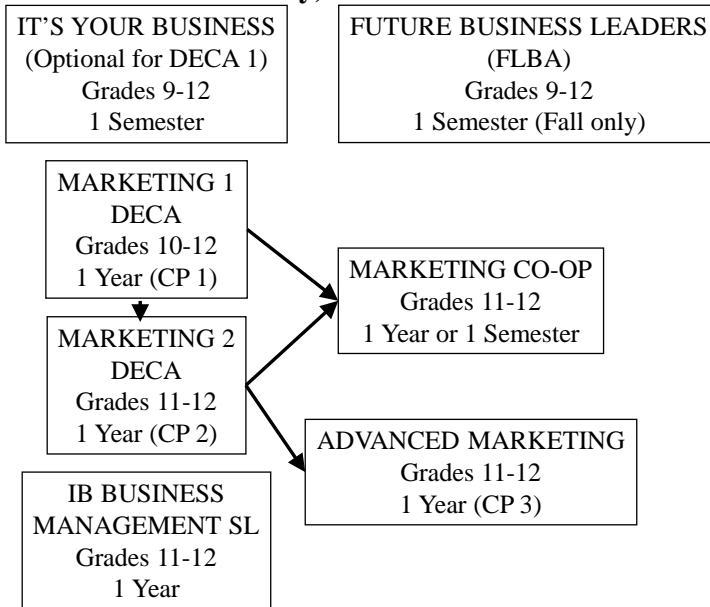 IT’S YOUR BUSINESS
(Optional for DECA 1)
Grades 9-12
1 Semester
FUTURE BUSINESS LEADERS
(FLBA)
Grades 9-12
1 Semester (Fall only)
MARKETING 1
DECA
Grades 10-12
1 Year (CP 1)
MARKETING CO-OP
Grades 11-12
1 Year or 1 Semester
MARKETING 2
DECA
Grades 11-12
1 Year (CP 2)
ADVANCED MARKETING
Grades 11-12
1 Year (CP 3)
IB BUSINESS
MANAGEMENT SL
Grades 11-12
1 Year